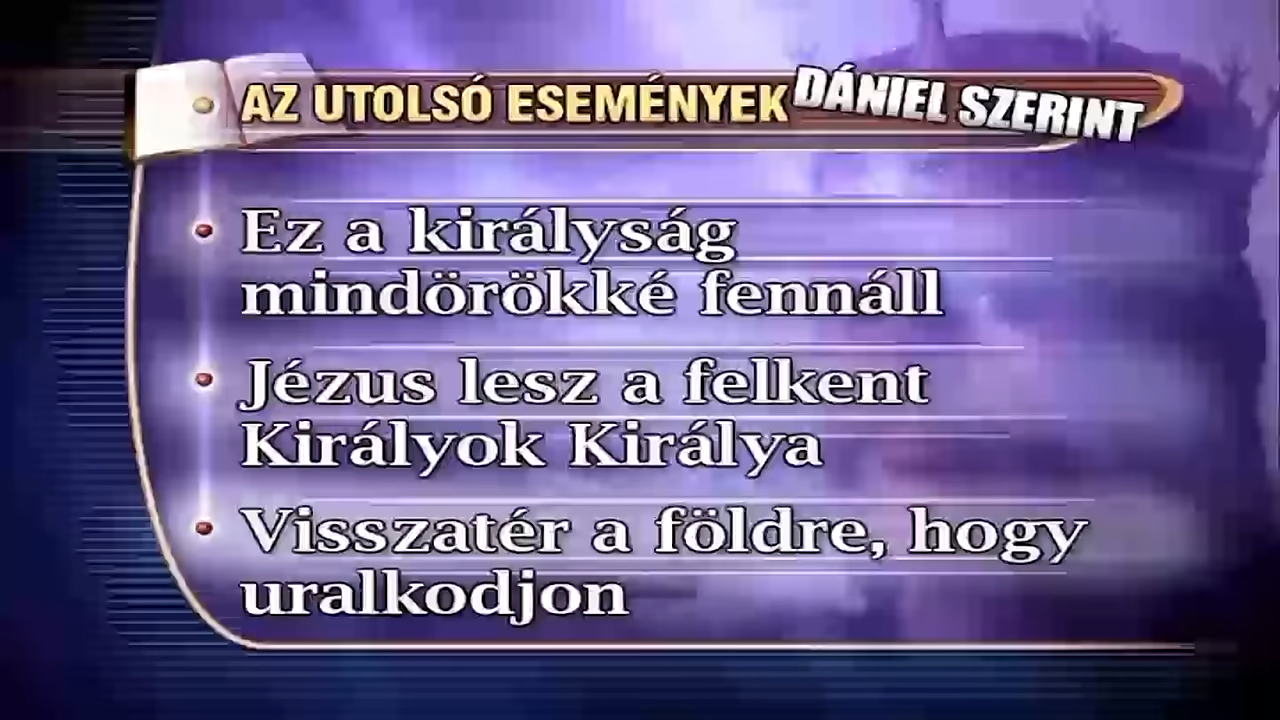 AZ UTOLSÓ ESEMÉNYEK DÁNIEL SZERINT
Ez a királyság
mindörökké fennáll
Jézus lesz a felkent
Királyok Királya
Visszatér a földre, hogy
uralkodjon